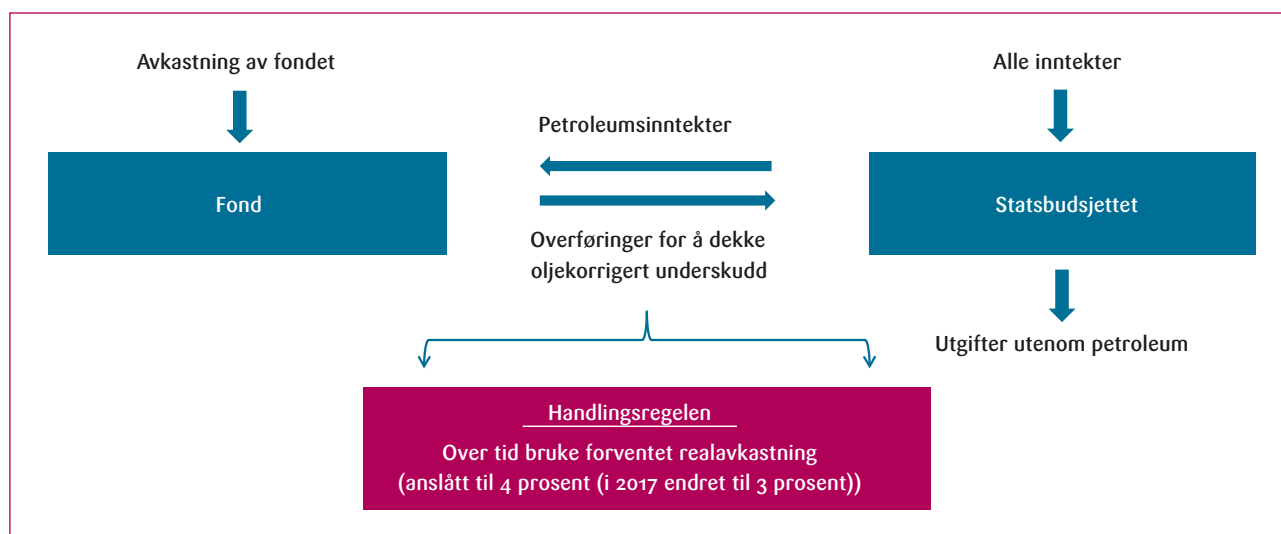 Avkastning av fondet
Alle inntekter
Petroleumsinntekter
Fond
Statsbudsjettet
Overføringer for å dekke
oljekorrigert underskudd
Utgifter utenom petroleum
Handlingsregelen
Over tid bruke forventet realavkastning
(anslått til 4 prosent (i 2017 endret til 3 prosent))